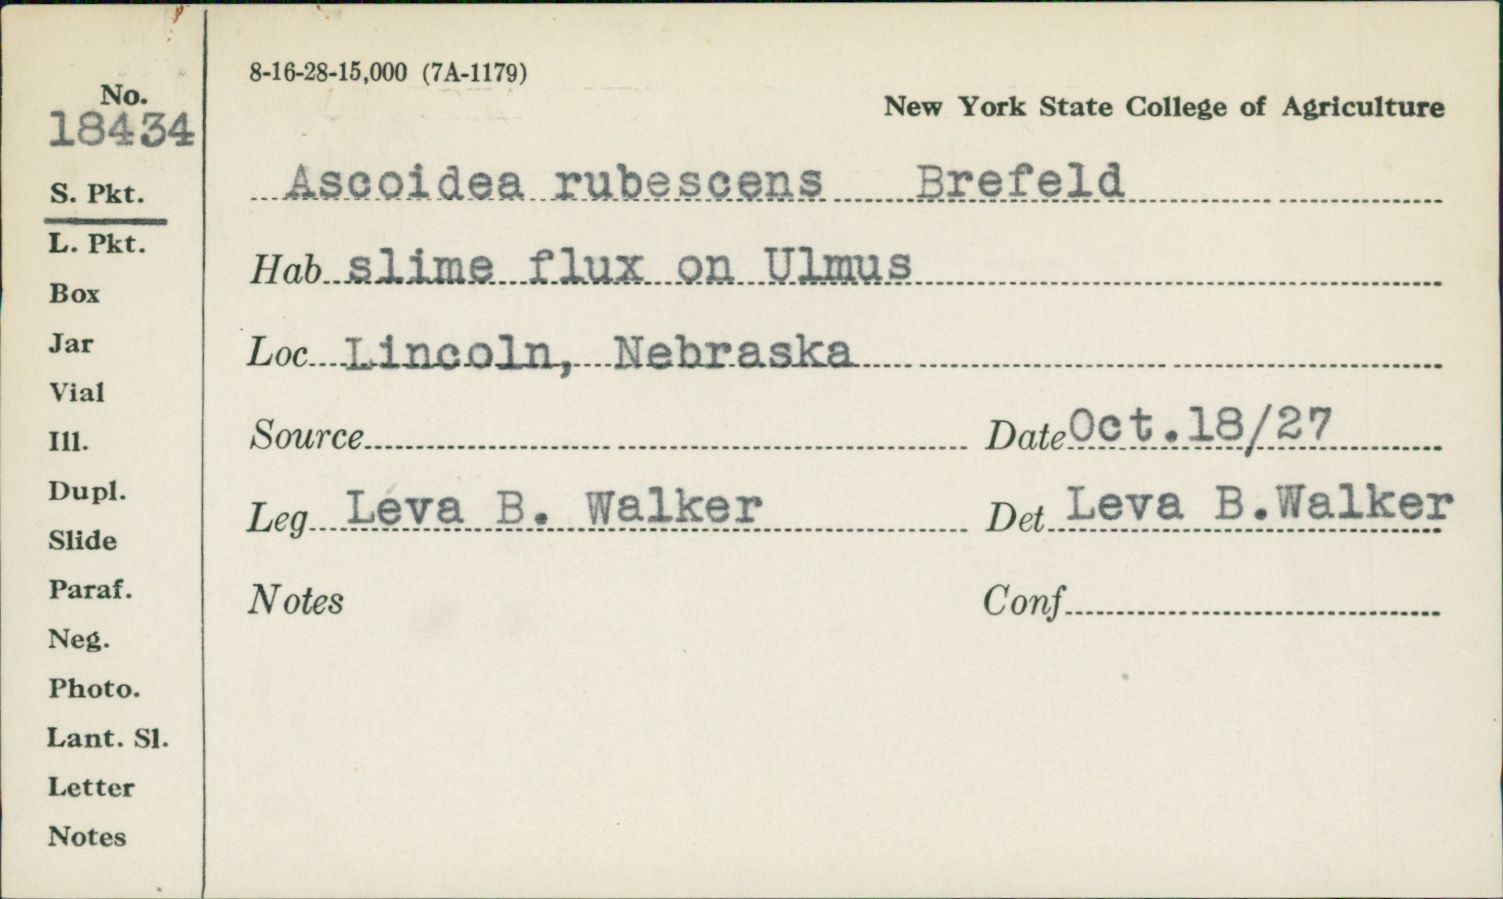 8-16-28-15,000 (7A-1179)
New York State College of Agriculture
No.
18434
S. Pkt.
L. Pkt.
Box
Jar
Vial
Ill.
Dupl.
Slide
Paraf.
Neg.
Photo.
Lant. Sl.
Letter
Notes
Ascoidea rubescens Brefeld
Hab slime flux on Ulmus
Loc Lincoln, Nebraska
Source Date Oct.18/27
Leg Leva B. Walker Det Leva B.Walker
Notes Conf